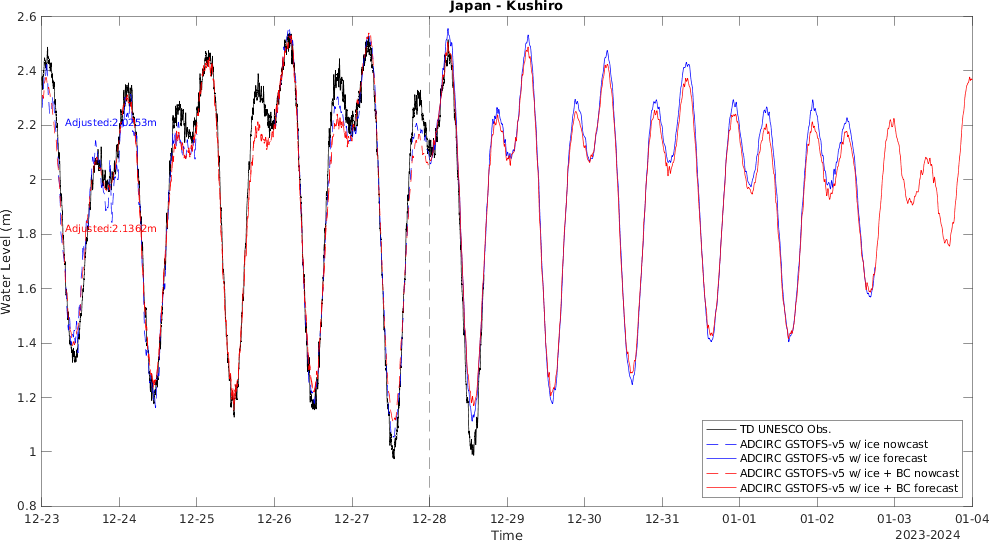 Japan - Kushiro
2.6
2.4
2.2
2
1.8
1.6
1.4
1.2
1
0.8
Water Level (m)
Adjusted:2.0253m
Adjusted:2.1362m
TD UNESCO Obs.
ADCIRC GSTOFS-v5 w/ ice nowcast
ADCIRC GSTOFS-v5 w/ ice forecast
ADCIRC GSTOFS-v5 w/ ice + BC nowcast
ADCIRC GSTOFS-v5 w/ ice + BC forecast
12-23 12-24 12-25 12-26 12-27 12-28 12-29 12-30 12-31 01-01 01-02 01-03 01-04
Time
2023-2024